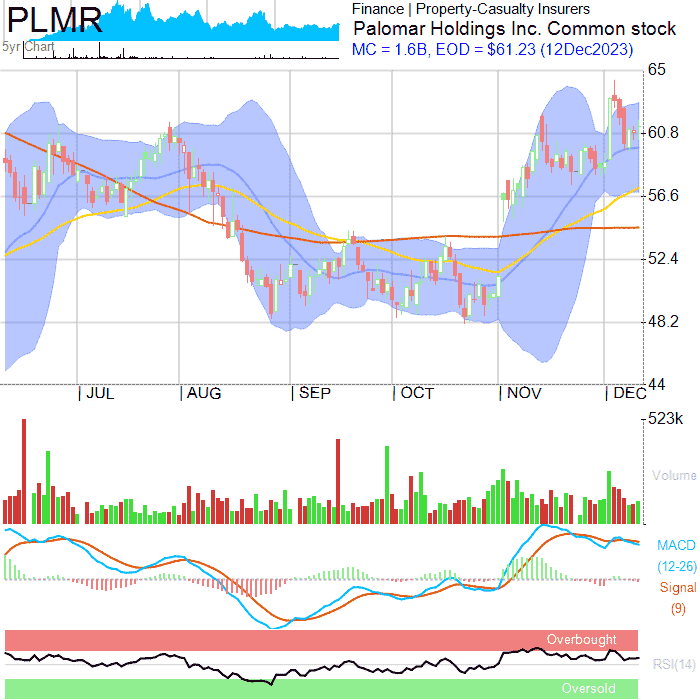 PLMR
5yr Chart
Finance | Property-Casualty Insurers
Palomar Holdings Inc. Common stock
MC = 1.6B, EOD = $61.23 (12Dec2023)
65
60.8
56.6
52.4
48.2
44
JUL AUG SEP OCT NOV DEC
523k
Volume
MACD
(12-26)
Signal
(9)
Overbought
RSI(14)
Oversold